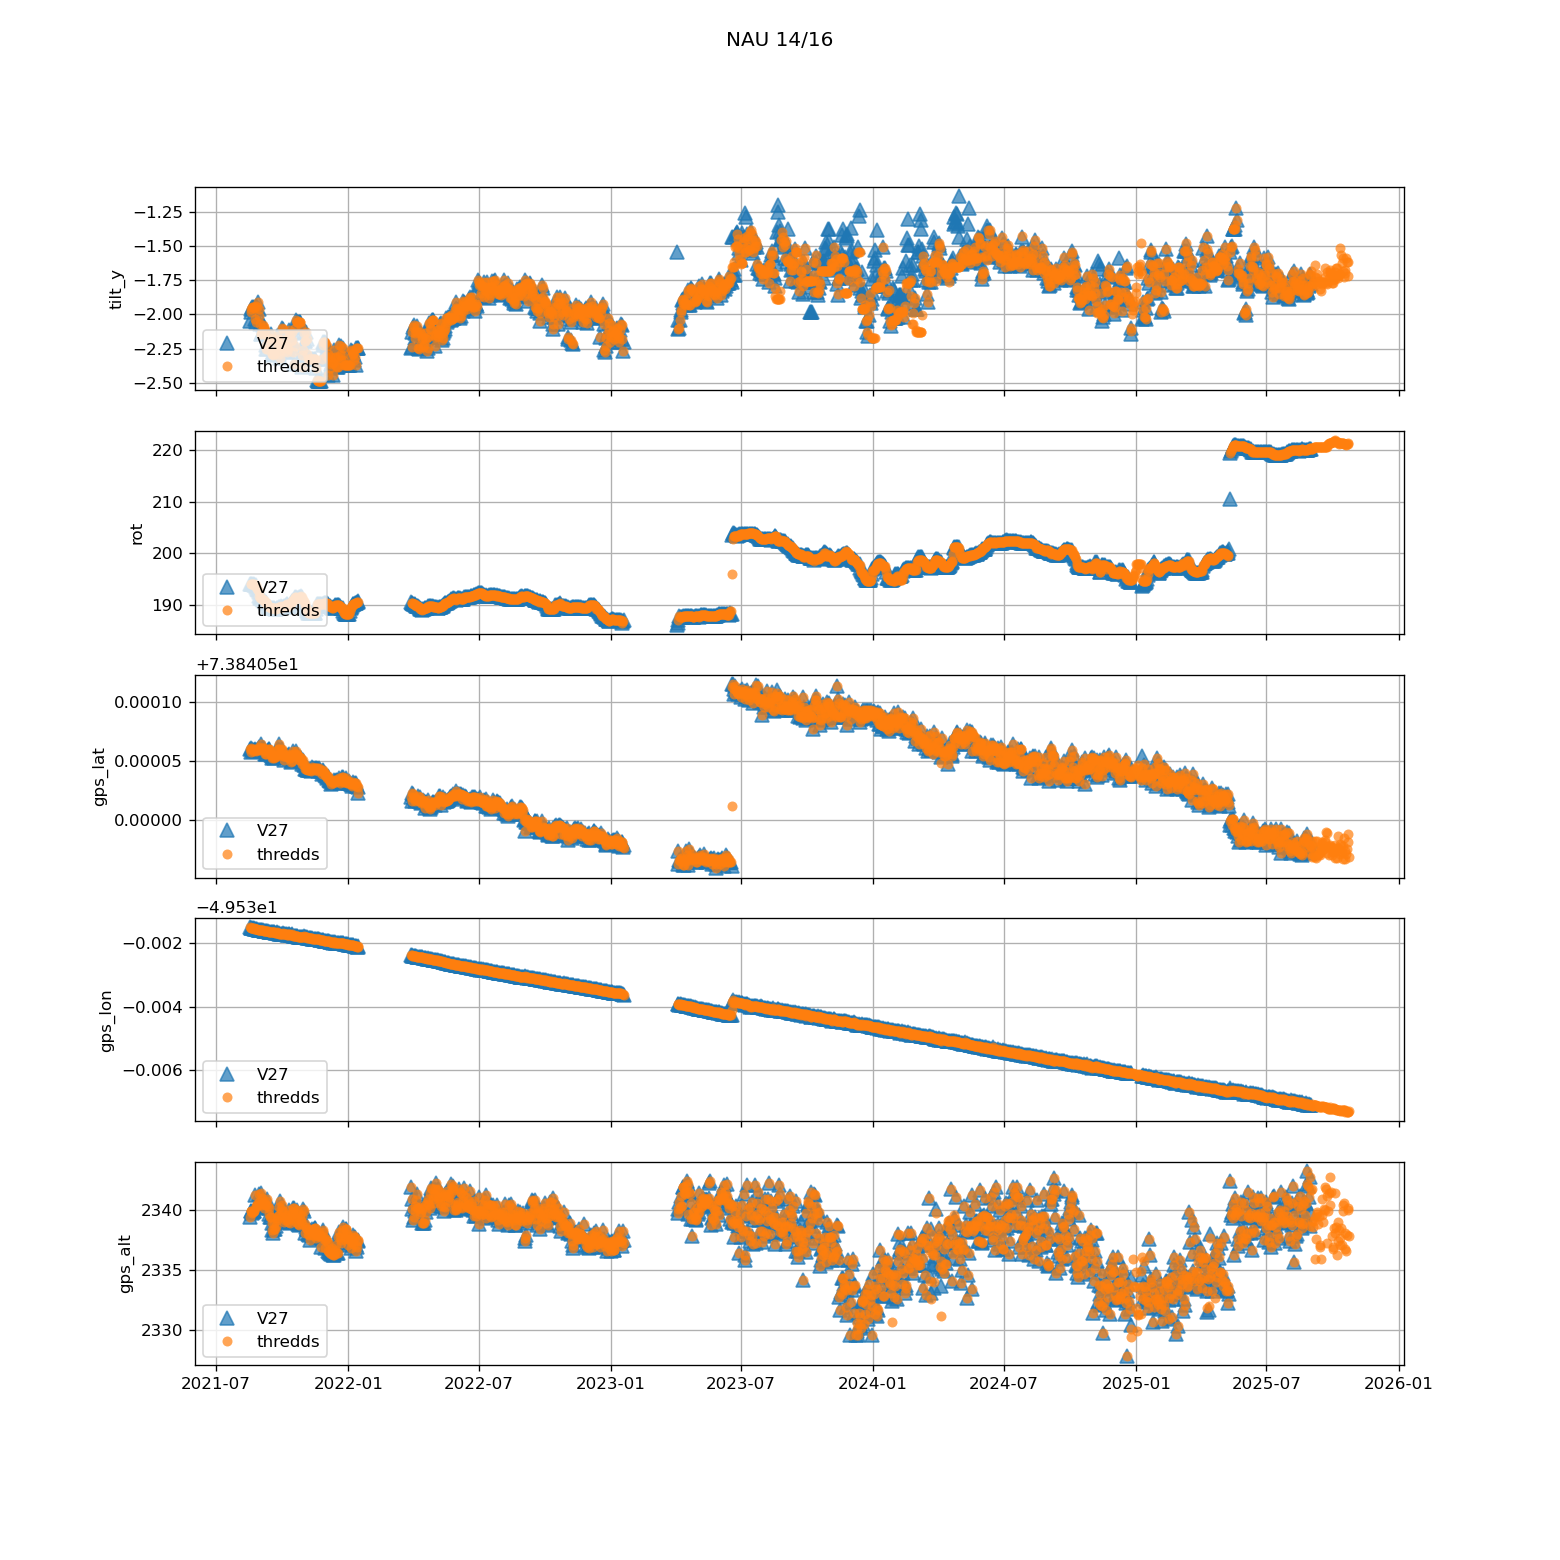 NAU 14/16
−1.25
−1.50
−1.75
−2.00
−2.25
−2.50
tilt_y
V27
thredds
220
210
200
190
rot
V27
thredds
+7.38405e1
0.00010
0.00005
0.00000
gps_lat
V27
thredds
−4.953e1
−0.002
−0.004
−0.006
gps_lon
V27
thredds
2340
2335
2330
gps_alt
V27
thredds
2021-07 2022-01 2022-07 2023-01 2023-07 2024-01 2024-07 2025-01 2025-07 2026-01